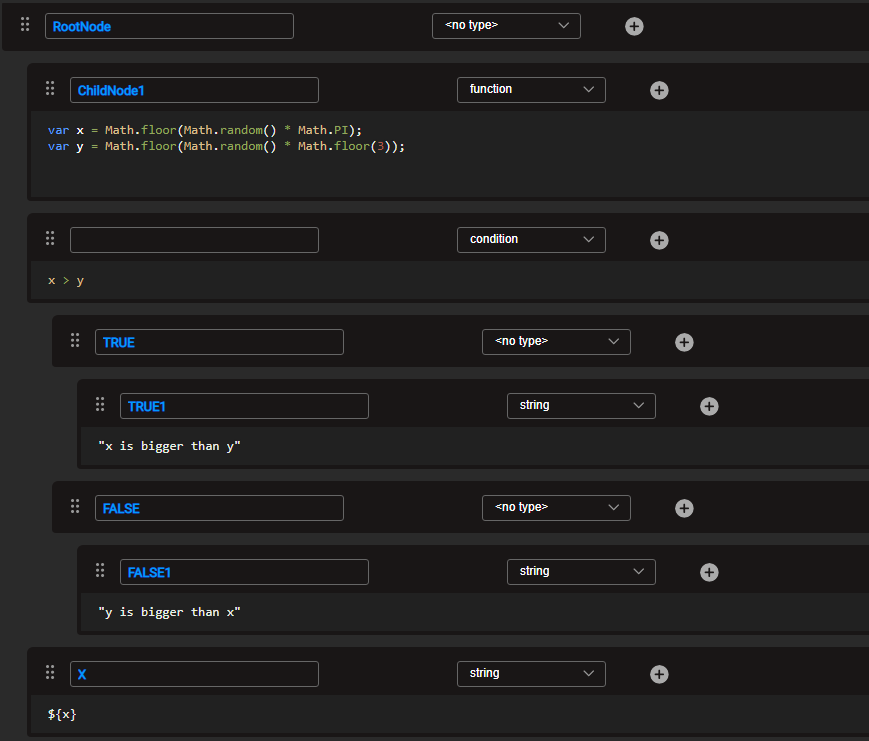 RootNode <no type>
ChildNode1 function
var x = Math.floor(Math.random() * Math.PI);
var y = Math.floor(Math.random() * Math.floor(3));
condition
x > y
TRUE <no type>
TRUE1 string
"x is bigger than y"
FALSE <no type>
FALSE1 string
"y is bigger than x"
X string
${x}